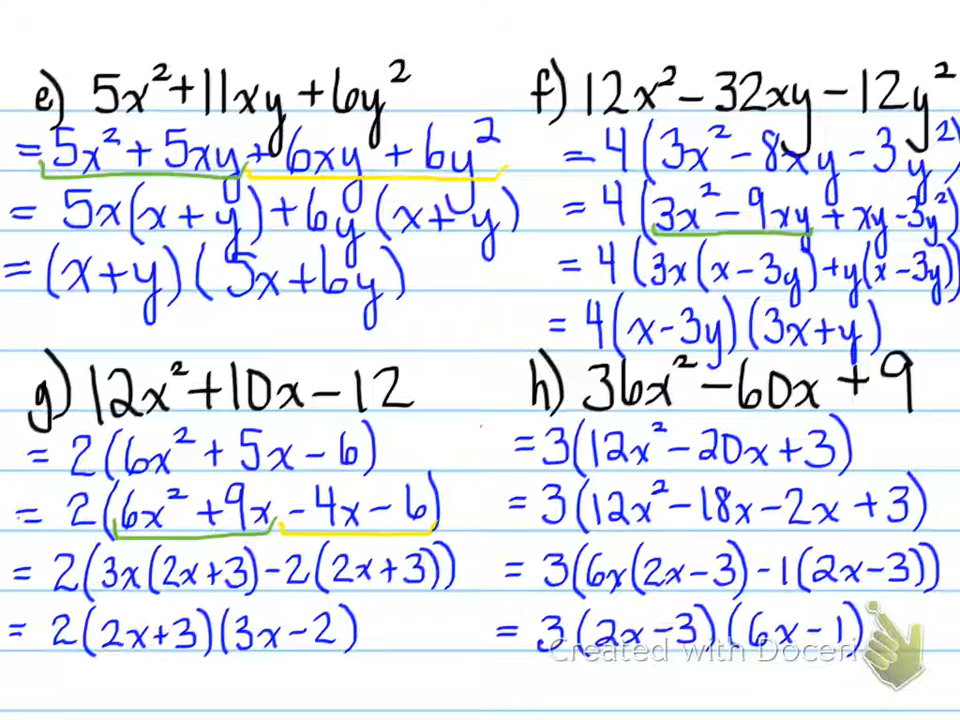 e) 5x² + 11xy + 6y²
= 5x² + 5xy + 6xy + 6y²
= 5x(x + y) + 6y(x + y)
= (x + y)(5x + 6y)
f) 12x² - 32xy - 12y²
= 4(3x² - 8xy - 3y²)
= 4(3x² - 9xy + xy - 3y²)
= 4(3x(x - 3y) + y(x - 3y))
= 4(x - 3y)(3x + y)
g) 12x² + 10x - 12
= 2(6x² + 5x - 6)
= 2(6x² + 9x - 4x - 6)
= 2(3x(2x + 3) - 2(2x + 3))
= 2(2x + 3)(3x - 2)
h) 36x² - 60x + 9
= 3(12x² - 20x + 3)
= 3(12x² - 18x - 2x + 3)
= 3(6x(2x - 3) - 1(2x - 3))
= 3(2x - 3)(6x - 1)
Created with Doceri